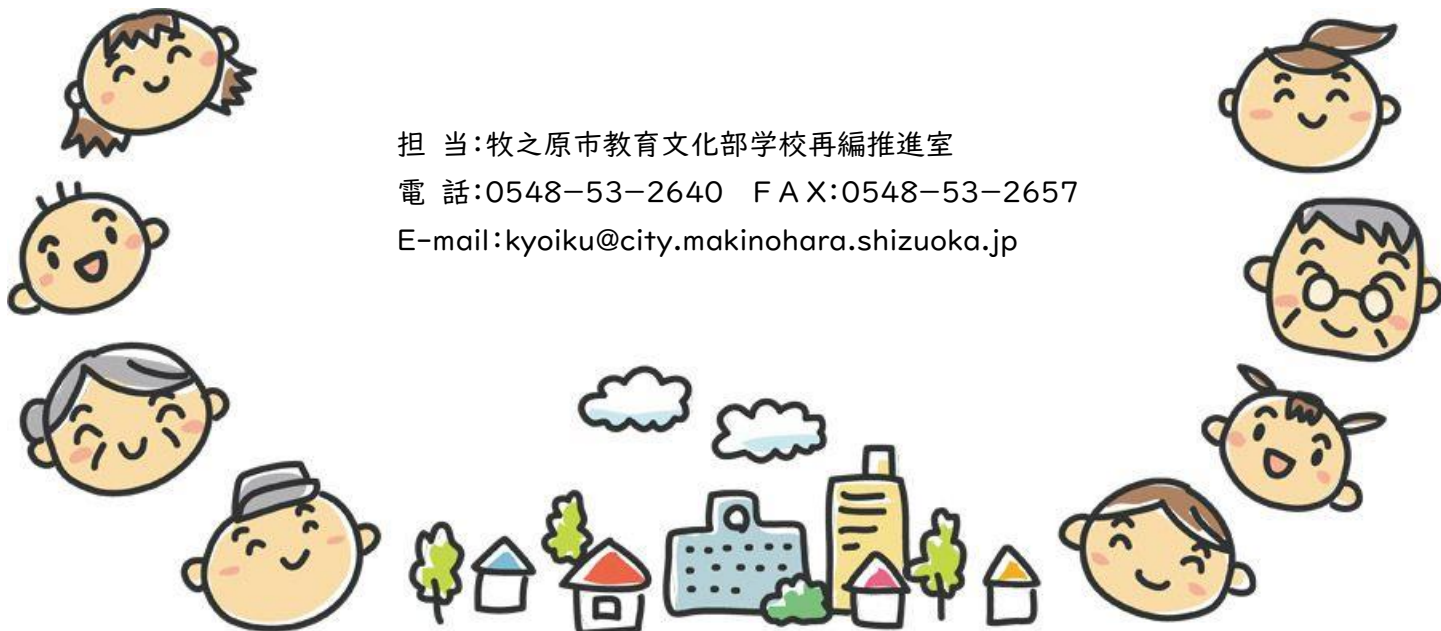 担 当：牧之原市教育文化部学校再編推進室
電 話：0548－53－2640 ＦＡＸ：0548－53－2657
E-mail：kyoiku@city.makinohara.shizuoka.jp